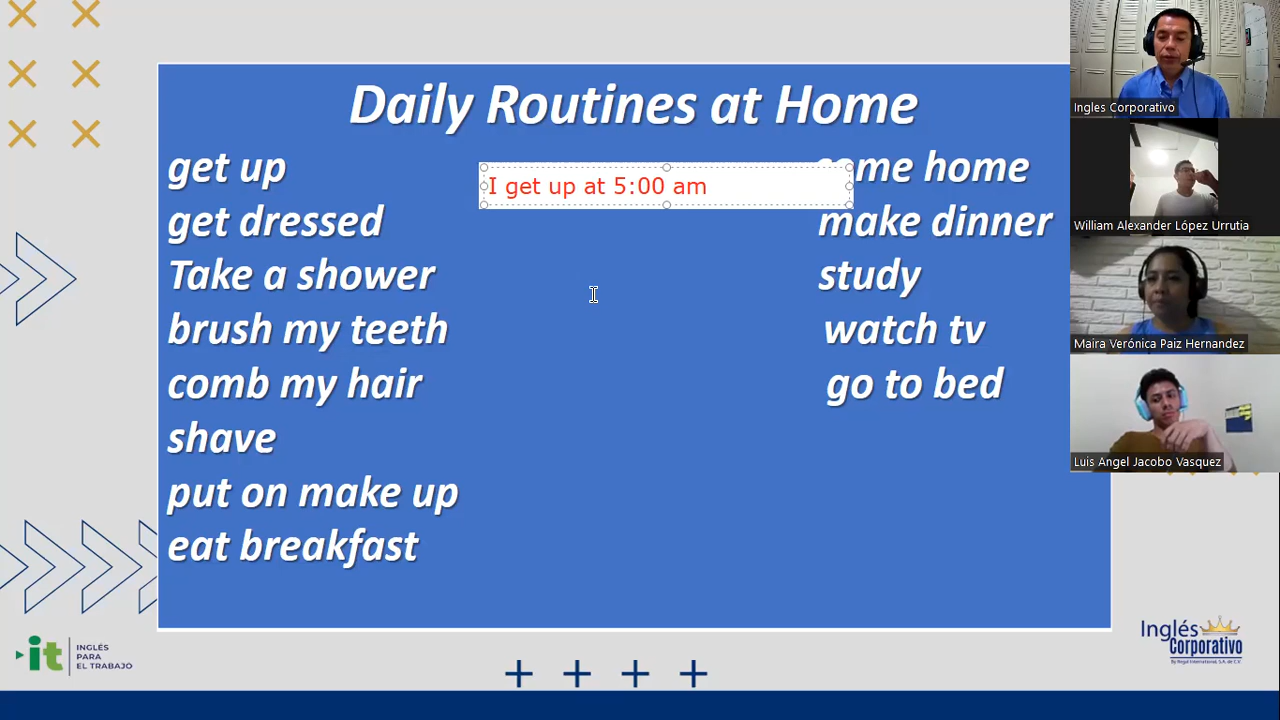 Daily Routines at Home
get up
get dressed
Take a shower
brush my teeth
comb my hair
shave
put on make up
eat breakfast
I get up at 5:00 am
home
make dinner
study
watch tv
go to bed
Ingles Corporativo
William Alexander López Urrutia
Maira Verónica Paiz Hernandez
Luis Angel Jacobo Vasquez
it
INGLÉS
PARA
EL TRABAJO
Inglés
Corporativo